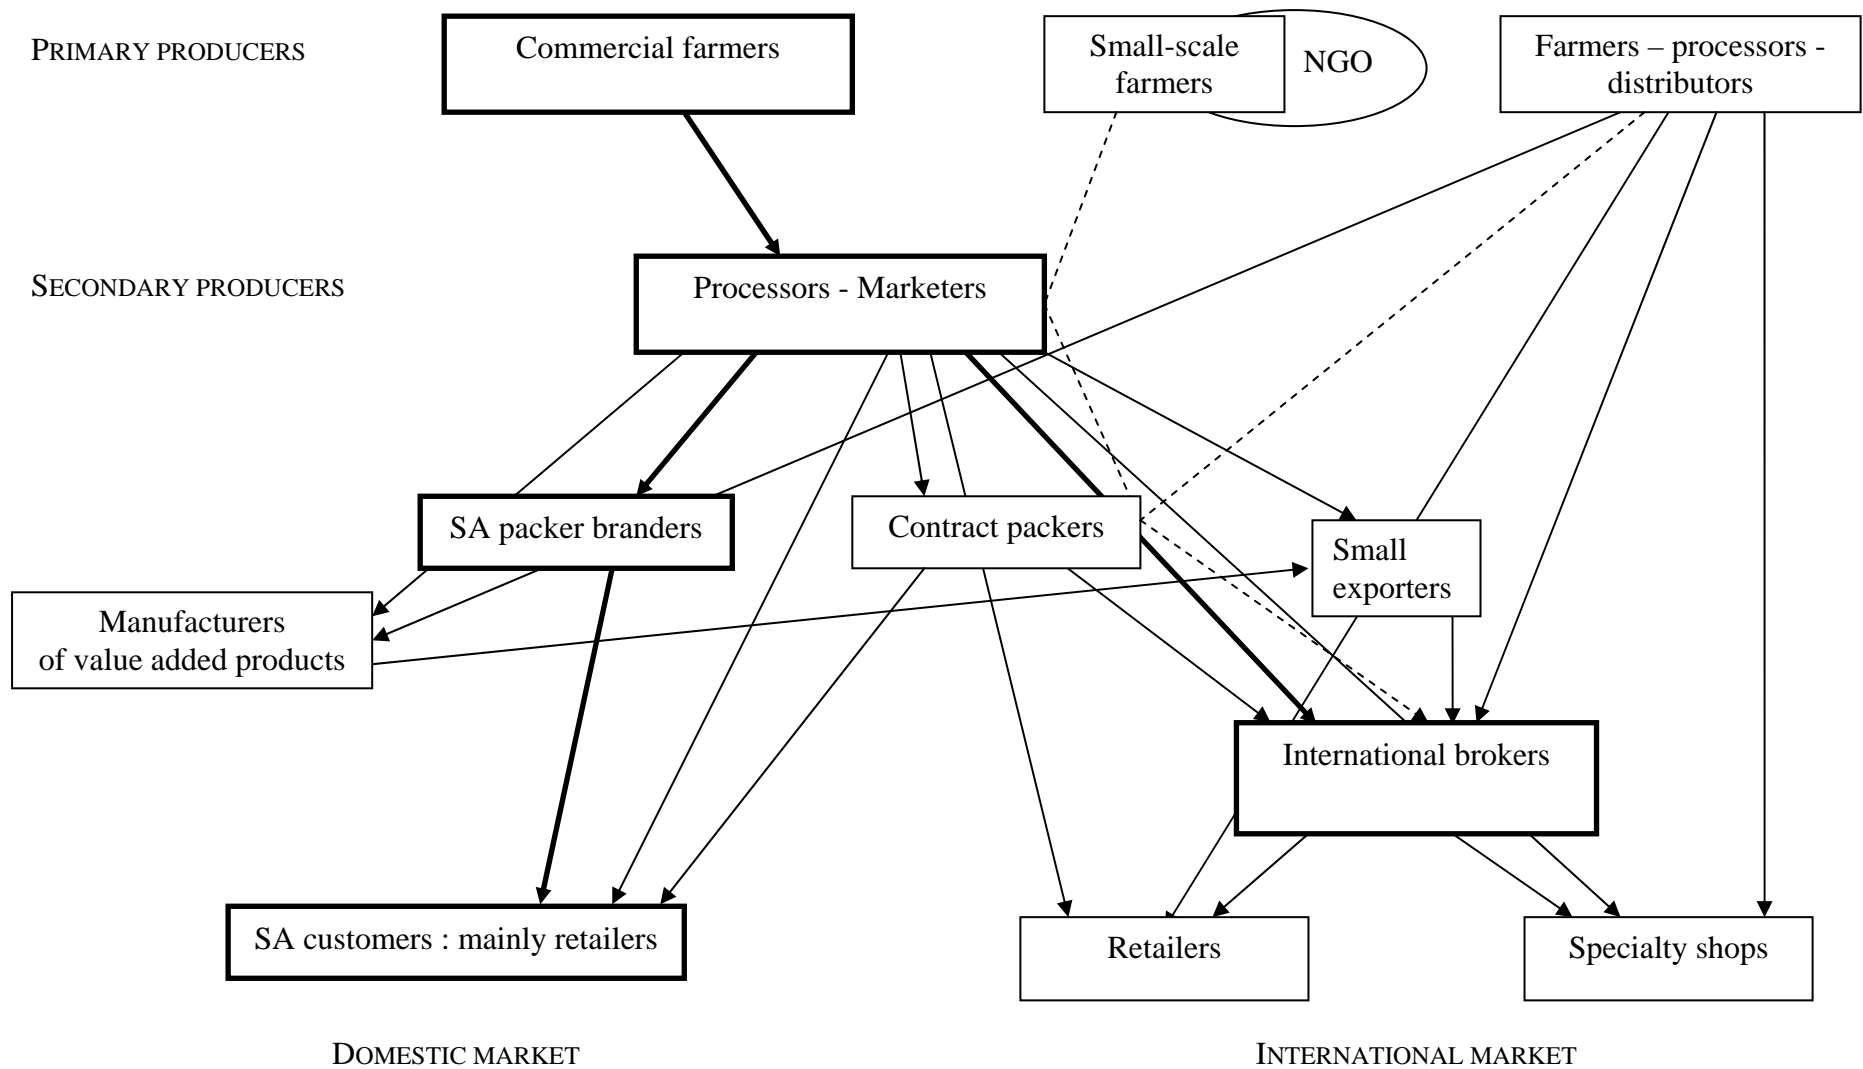 PRIMARY PRODUCERS
Commercial farmers
Small-scale
farmers
NGO
Farmers – processors -
distributors
SECONDARY PRODUCERS
Processors - Marketers
SA packer branders
Contract packers
Small
exporters
Manufacturers
of value added products
International brokers
SA customers : mainly retailers
Retailers
Specialty shops
DOMESTIC MARKET
INTERNATIONAL MARKET